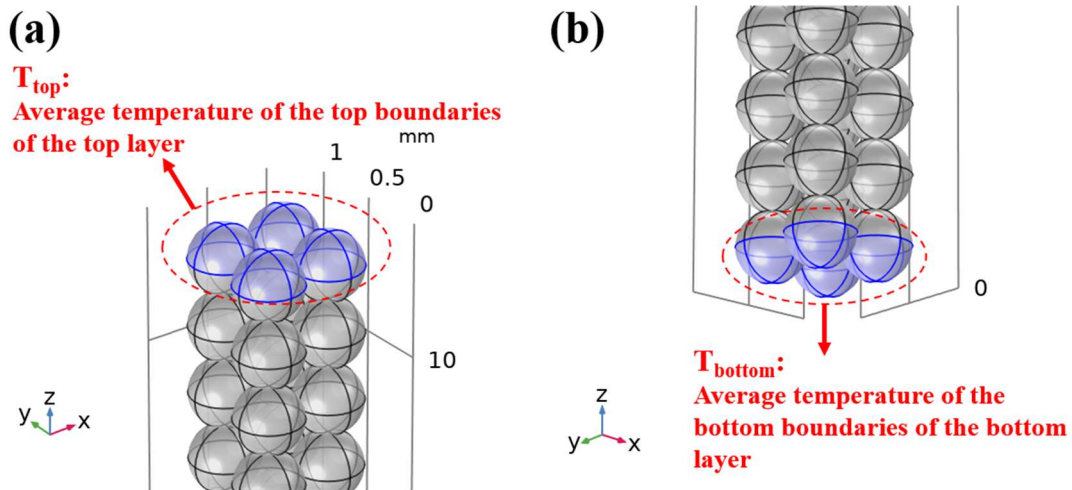 (a)
T_top:
Average temperature of the top boundaries
of the top layer
mm
1
0.5
0
10
z
y
x
(b)
0
T_bottom:
Average temperature of the
bottom boundaries of the bottom
layer
z
y
x